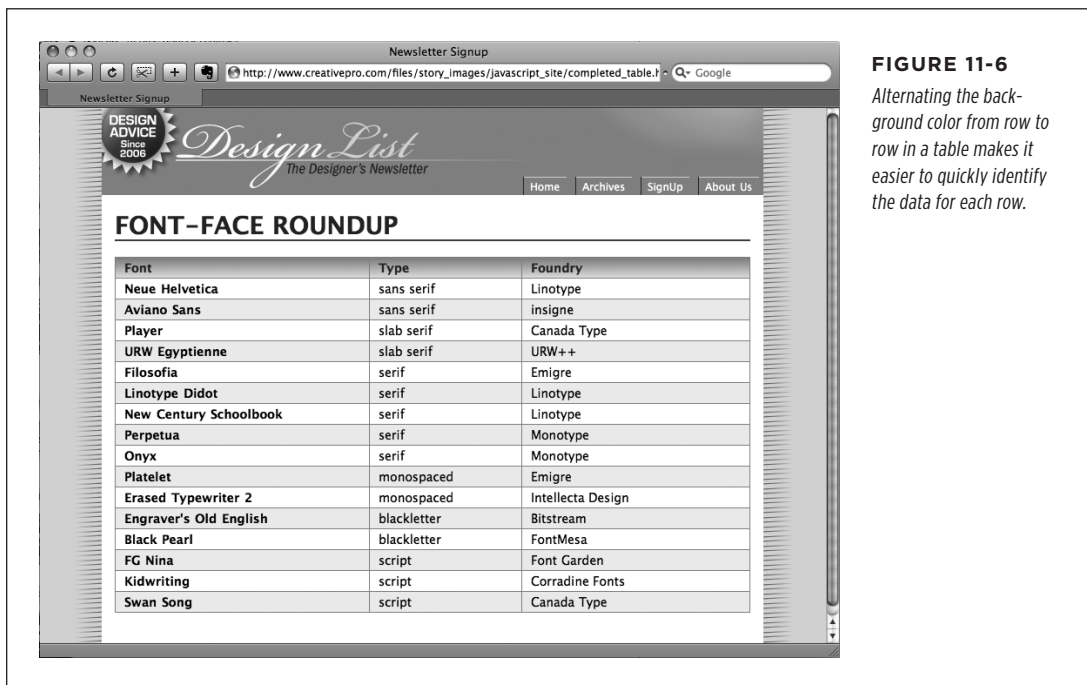 Newsletter Signup
http://www.creativepro.com/files/story_images/javascript_site/completed_table.h
Google
Newsletter Signup
DESIGN
ADVICE
Since
2006
Design List
The Designer's Newsletter
Home Archives SignUp About Us
FONT-FACE ROUNDUP
Font Type Foundry
Neue Helvetica sans serif Linotype
Aviano Sans sans serif insigne
Player slab serif Canada Type
URW Egyptienne slab serif URW++
Filosofia serif Emigre
Linotype Didot serif Linotype
New Century Schoolbook serif Linotype
Perpetua serif Monotype
Onyx serif Monotype
Platelet monospaced Emigre
Erased Typewriter 2 monospaced Intellecta Design
Engraver's Old English blackletter Bitstream
Black Pearl blackletter FontMesa
FG Nina script Font Garden
Kidwriting script Corradine Fonts
Swan Song script Canada Type
FIGURE 11-6
Alternating the back-
ground color from row to
row in a table makes it
easier to quickly identify
the data for each row.